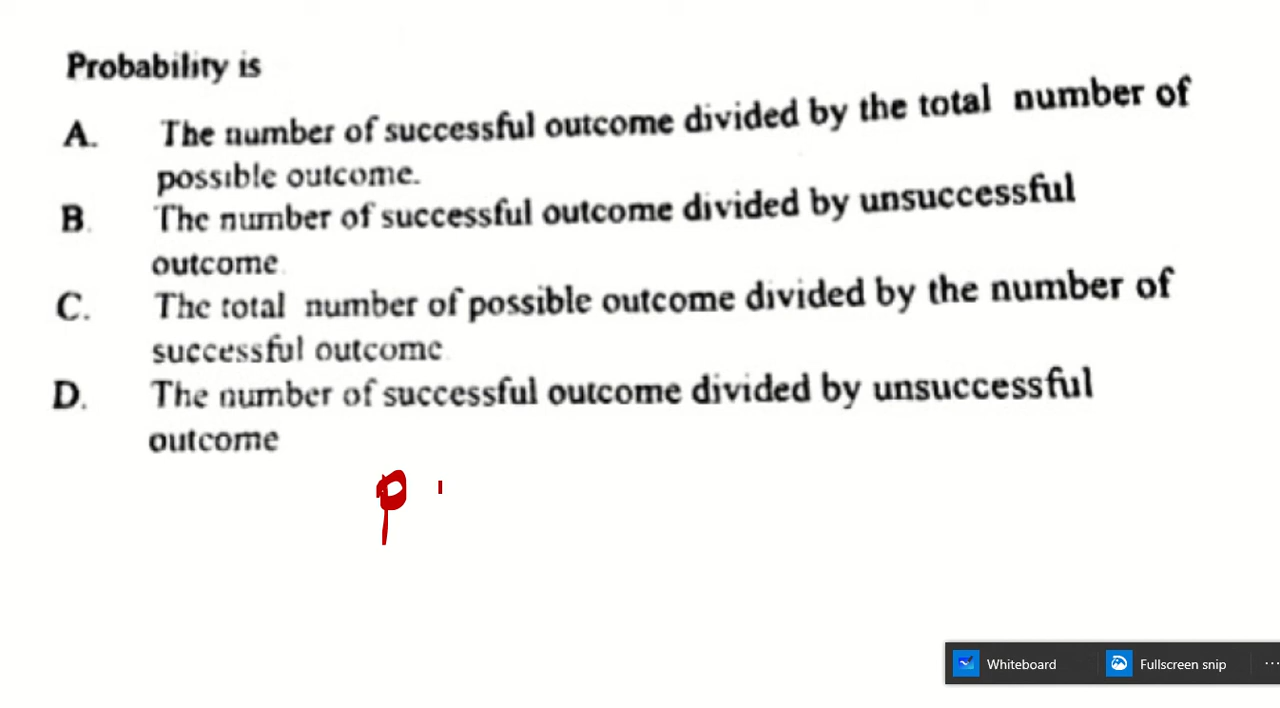 Probability is
A. The number of successful outcome divided by the total number of
possible outcome.
B. The number of successful outcome divided by unsuccessful
outcome
C. The total number of possible outcome divided by the number of
successful outcome
D. The number of successful outcome divided by unsuccessful
outcome
P
Whiteboard Fullscreen snip ...